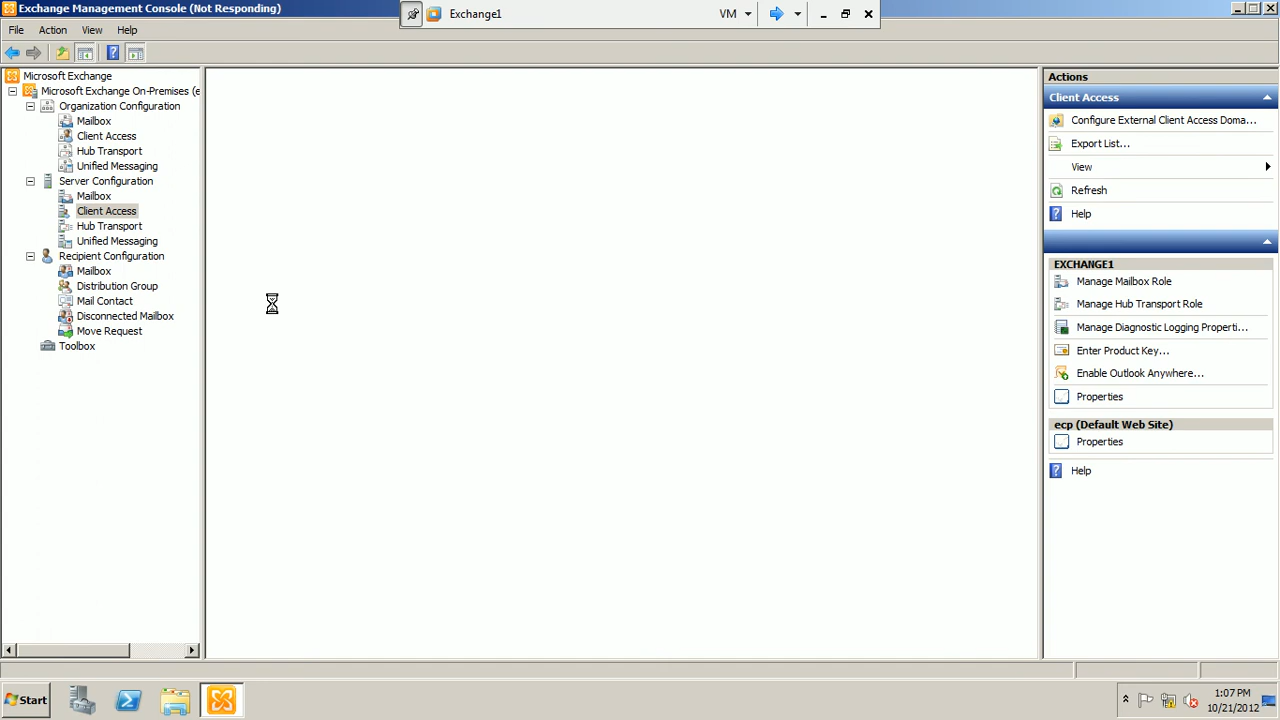 Exchange Management Console (Not Responding)
Exchange1
VM
File Action View Help
Microsoft Exchange
Microsoft Exchange On-Premises (e
Organization Configuration
Mailbox
Client Access
Hub Transport
Unified Messaging
Server Configuration
Mailbox
Client Access
Hub Transport
Unified Messaging
Recipient Configuration
Mailbox
Distribution Group
Mail Contact
Disconnected Mailbox
Move Request
Toolbox
Actions
Client Access
Configure External Client Access Doma...
Export List...
View
Refresh
Help
EXCHANGE1
Manage Mailbox Role
Manage Hub Transport Role
Manage Diagnostic Logging Properti...
Enter Product Key...
Enable Outlook Anywhere...
Properties
ecp (Default Web Site)
Properties
Help
Start
1:07 PM
10/21/2012